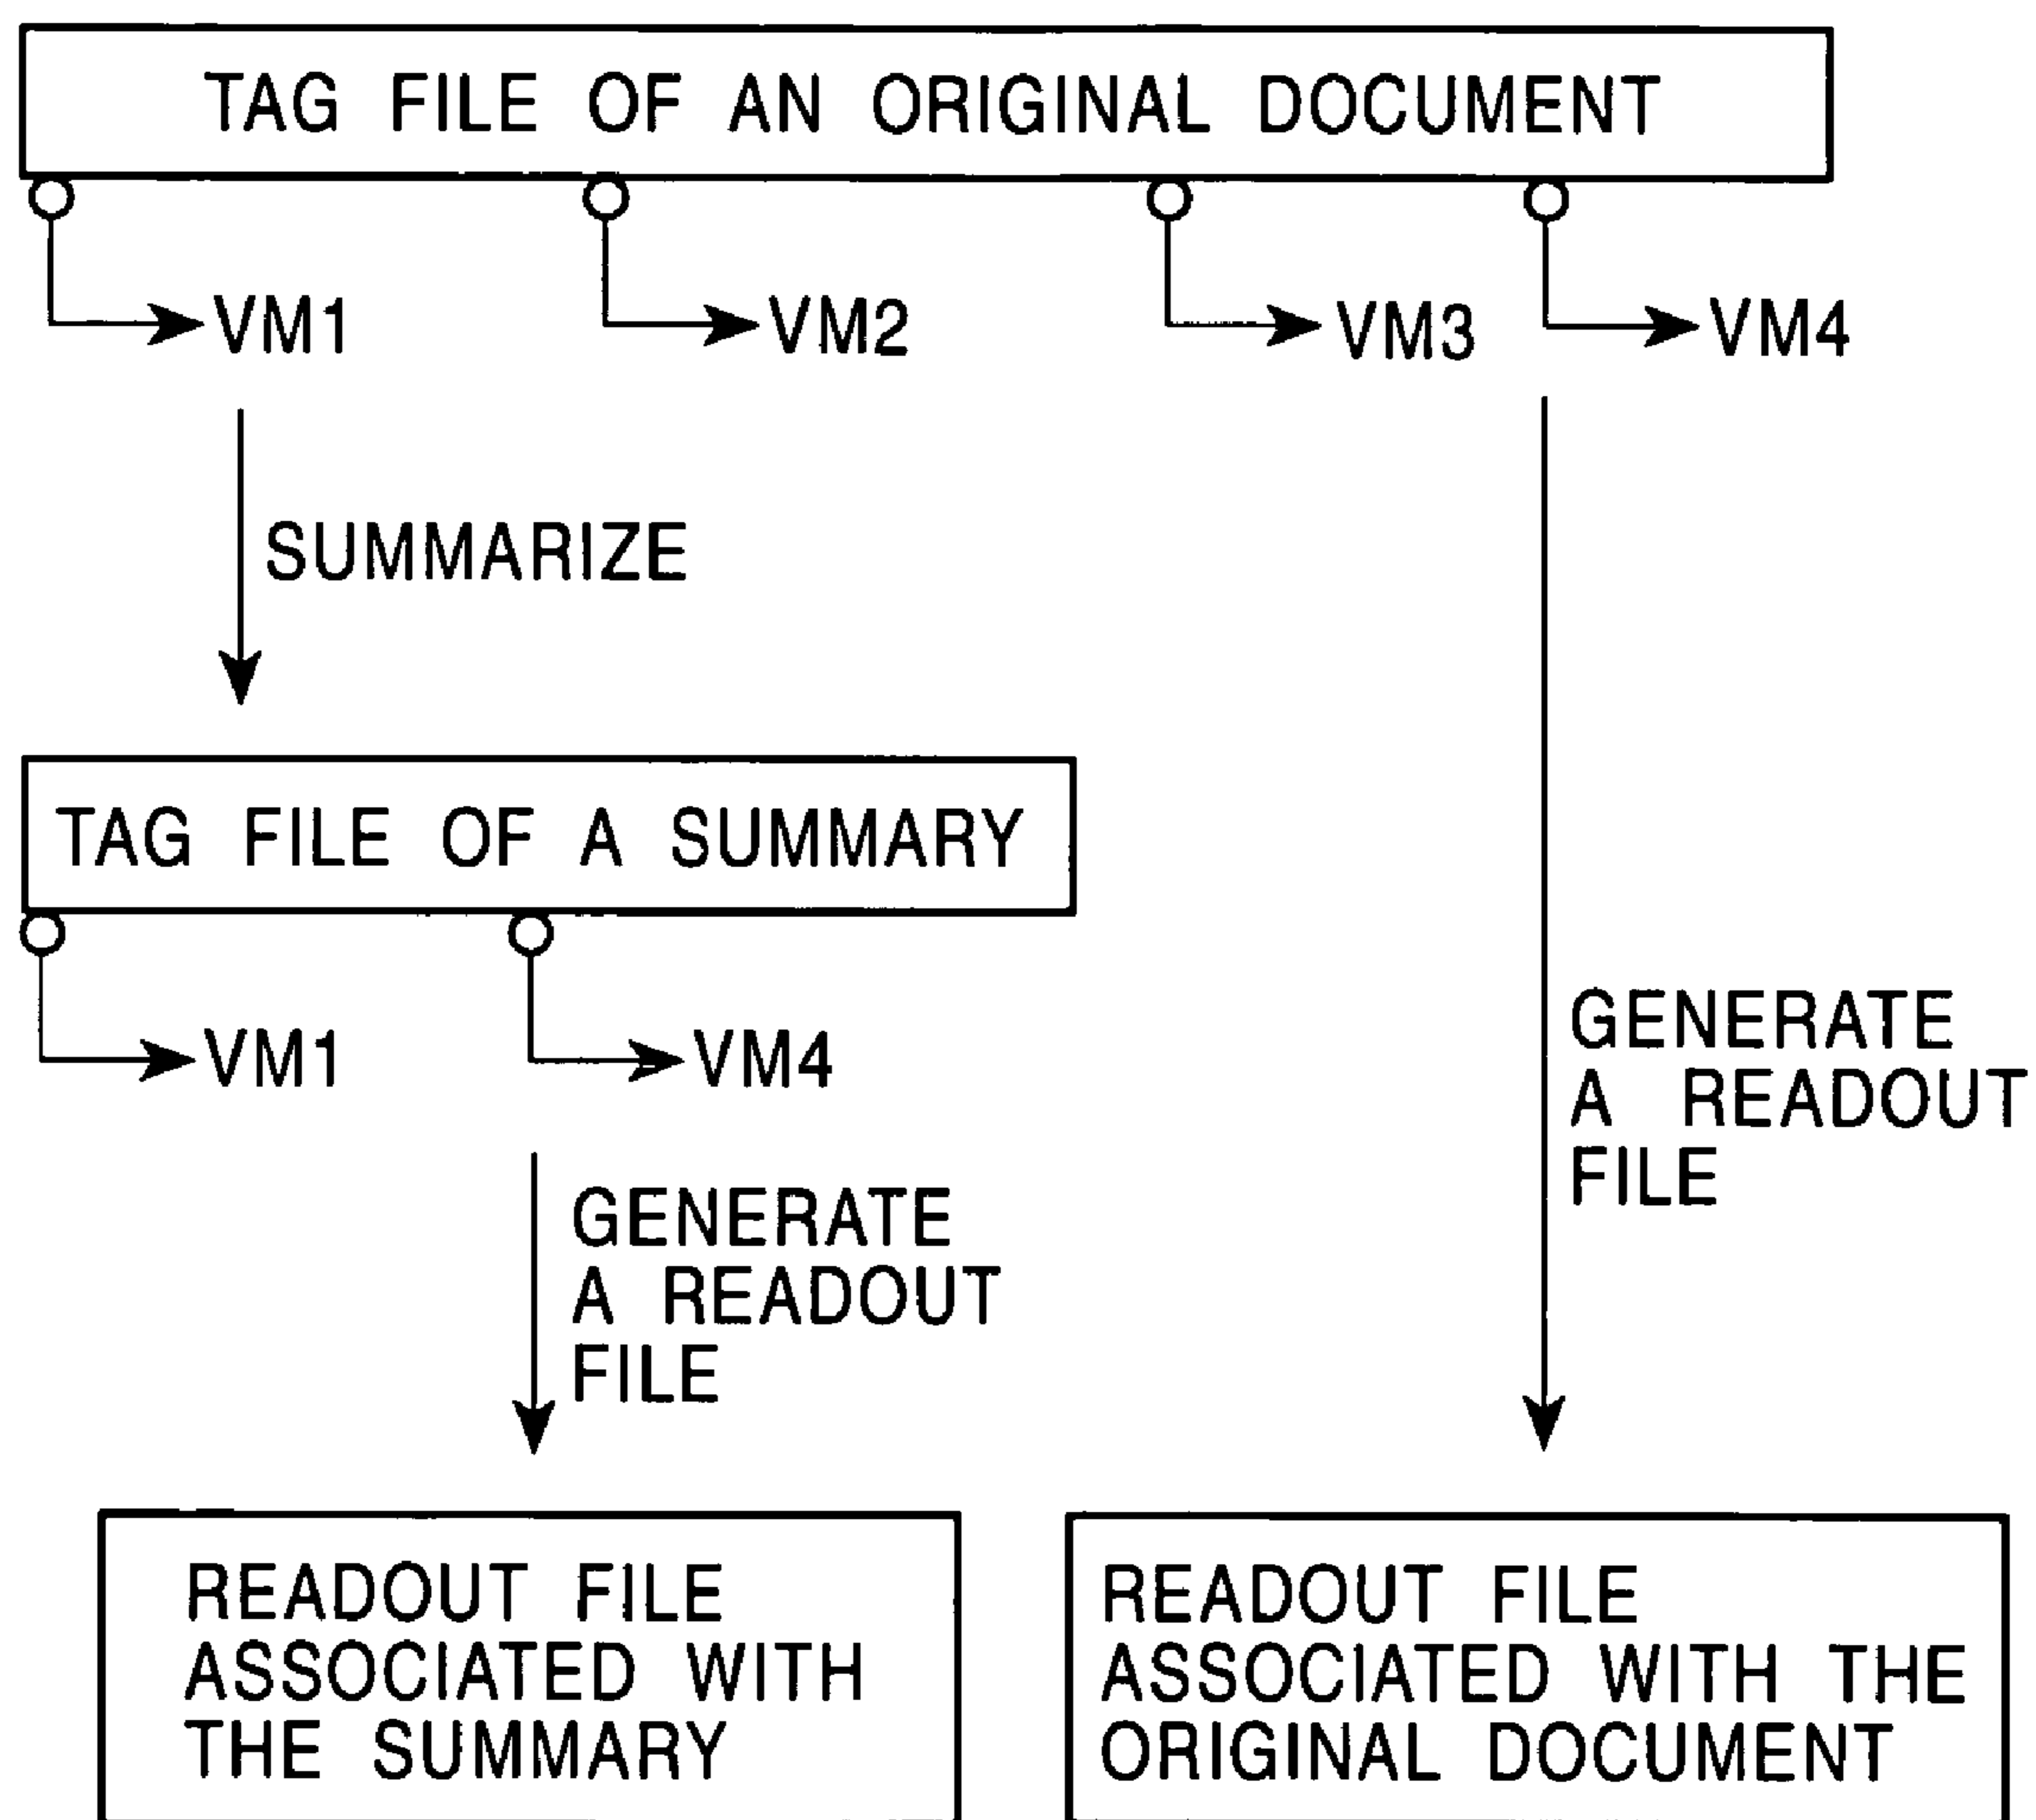 TAG FILE OF AN ORIGINAL DOCUMENT
VM1 VM2 VM3 VM4
SUMMARIZE
TAG FILE OF A SUMMARY
VM1 VM4
GENERATE
A READOUT
FILE
GENERATE
A READOUT
FILE
READOUT FILE
ASSOCIATED WITH
THE SUMMARY
READOUT FILE
ASSOCIATED WITH THE
ORIGINAL DOCUMENT